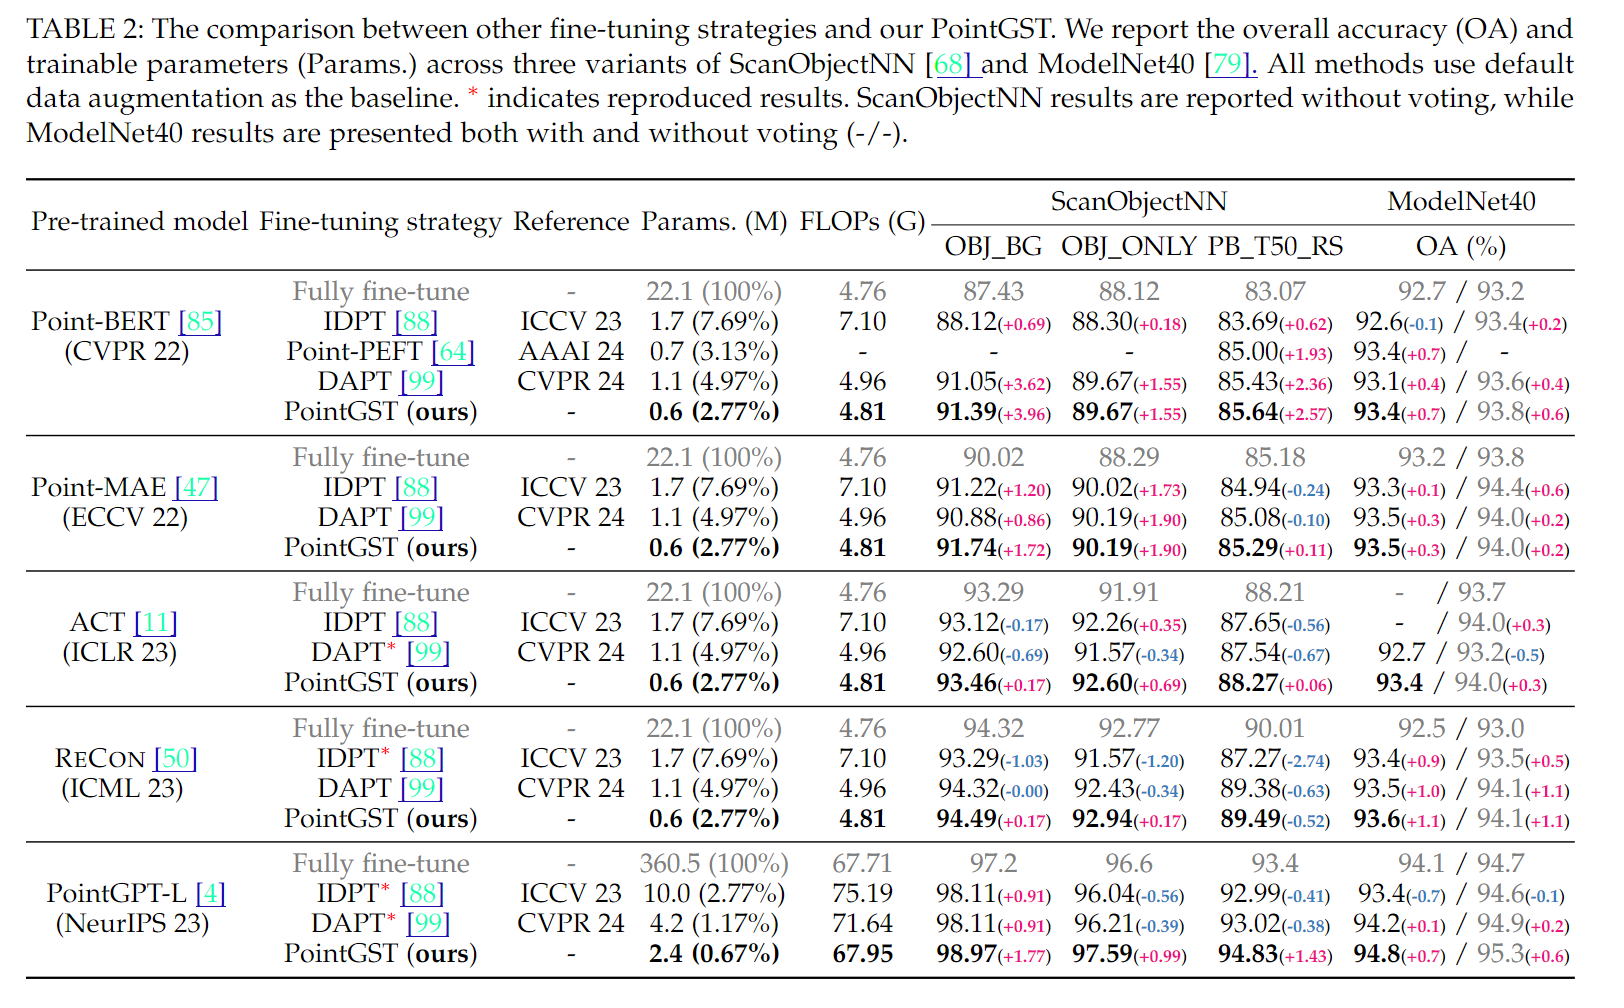 TABLE 2: The comparison between other fine-tuning strategies and our PointGST. We report the overall accuracy (OA) and
trainable parameters (Params.) across three variants of ScanObjectNN [68] and ModelNet40 [79]. All methods use default
data augmentation as the baseline. * indicates reproduced results. ScanObjectNN results are reported without voting, while
ModelNet40 results are presented both with and without voting (-/-).
Pre-trained model Fine-tuning strategy Reference Params. (M) FLOPs (G) ScanObjectNN ModelNet40
OBJ_BG OBJ_ONLY PB_T50_RS OA (%)
Fully fine-tune - 22.1 (100%) 4.76 87.43 88.12 83.07 92.7 / 93.2
Point-BERT [85] IDPT [88] ICCV 23 1.7 (7.69%) 7.10 88.12(+0.69) 88.30(+0.18) 83.69(+0.62) 92.6(-0.1) / 93.4(+0.2)
(CVPR 22) Point-PEFT [64] AAAI 24 0.7 (3.13%) - - - 85.00(+1.93) 93.4(+0.7) / -
DAPT [99] CVPR 24 1.1 (4.97%) 4.96 91.05(+3.62) 89.67(+1.55) 85.43(+2.36) 93.1(+0.4) / 93.6(+0.4)
PointGST (ours) - 0.6 (2.77%) 4.81 91.39(+3.96) 89.67(+1.55) 85.64(+2.57) 93.4(+0.7) / 93.8(+0.6)
Fully fine-tune - 22.1 (100%) 4.76 90.02 88.29 85.18 93.2 / 93.8
Point-MAE [47] IDPT [88] ICCV 23 1.7 (7.69%) 7.10 91.22(+1.20) 90.02(+1.73) 84.94(-0.24) 93.3(+0.1) / 94.4(+0.6)
(ECCV 22) DAPT [99] CVPR 24 1.1 (4.97%) 4.96 90.88(+0.86) 90.19(+1.90) 85.08(-0.10) 93.5(+0.3) / 94.0(+0.2)
PointGST (ours) - 0.6 (2.77%) 4.81 91.74(+1.72) 90.19(+1.90) 85.29(+0.11) 93.5(+0.3) / 94.0(+0.2)
Fully fine-tune - 22.1 (100%) 4.76 93.29 91.91 88.21 - / 93.7
ACT [11] IDPT [88] ICCV 23 1.7 (7.69%) 7.10 93.12(-0.17) 92.26(+0.35) 87.65(-0.56) - / 94.0(+0.3)
(ICLR 23) DAPT* [99] CVPR 24 1.1 (4.97%) 4.96 92.60(-0.69) 91.57(-0.34) 87.54(-0.67) 92.7 / 93.2(-0.5)
PointGST (ours) - 0.6 (2.77%) 4.81 93.46(+0.17) 92.60(+0.69) 88.27(+0.06) 93.4 / 94.0(+0.3)
Fully fine-tune - 22.1 (100%) 4.76 94.32 92.77 90.01 92.5 / 93.0
RECON [50] IDPT* [88] ICCV 23 1.7 (7.69%) 7.10 93.29(-1.03) 91.57(-1.20) 87.27(-2.74) 93.4(+0.9) / 93.5(+0.5)
(ICML 23) DAPT [99] CVPR 24 1.1 (4.97%) 4.96 94.32(-0.00) 92.43(-0.34) 89.38(-0.63) 93.5(+1.0) / 94.1(+1.1)
PointGST (ours) - 0.6 (2.77%) 4.81 94.49(+0.17) 92.94(+0.17) 89.49(-0.52) 93.6(+1.1) / 94.1(+1.1)
Fully fine-tune - 360.5 (100%) 67.71 97.2 96.6 93.4 94.1 / 94.7
PointGPT-L [4] IDPT* [88] ICCV 23 10.0 (2.77%) 75.19 98.11(+0.91) 96.04(-0.56) 92.99(-0.41) 93.4(-0.7) / 94.6(-0.1)
(NeurIPS 23) DAPT* [99] CVPR 24 4.2 (1.17%) 71.64 98.11(+0.91) 96.21(-0.39) 93.02(-0.38) 94.2(+0.1) / 94.9(+0.2)
PointGST (ours) - 2.4 (0.67%) 67.95 98.97(+1.77) 97.59(+0.99) 94.83(+1.43) 94.8(+0.7) / 95.3(+0.6)